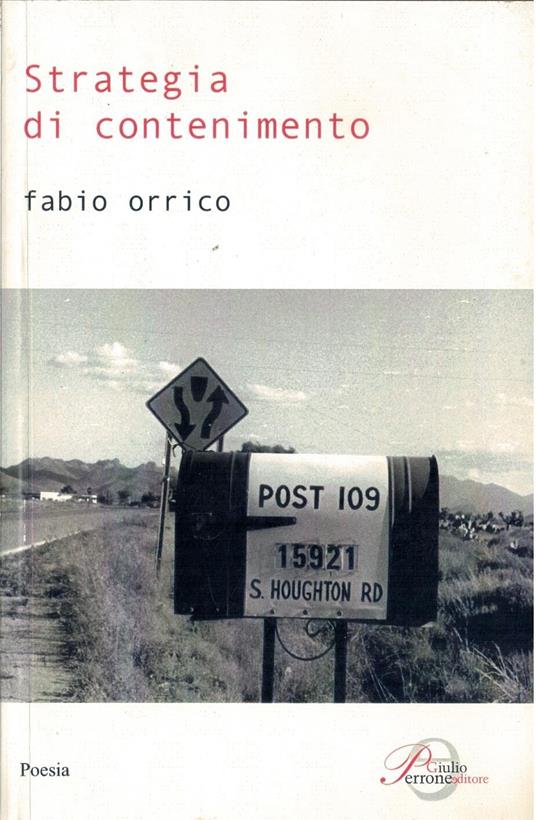 Strategia
di contenimento
fabio orrico
POST 109
15921
S. HOUGHTON RD
Poesia
Giulio
Perrone editore